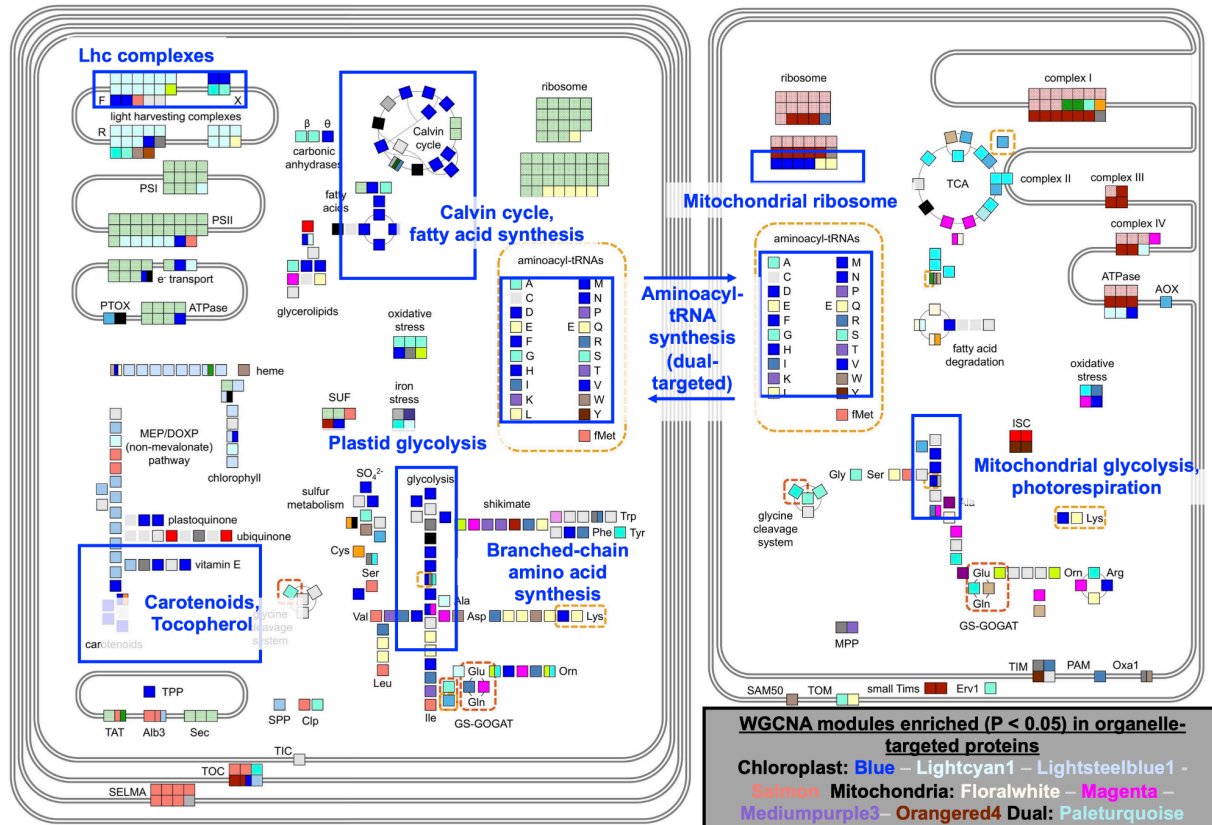 Lhc complexes
F
X
light harvesting complexes
R
PSI
PSII
e- transport
PTOX
ATPase
β θ
carbonic
anhydrases
Calvin
cycle
fatty
acids
Calvin cycle,
fatty acid synthesis
glycerolipids
ribosome
aminoacyl-tRNAs
A M
C N
D P
E E Q
F R
G S
H T
I V
K W
L Y
fMet
oxidative
stress
iron
stress
SUF
Plastid glycolysis
heme
MEP/DOXP
(non-mevalonate)
pathway
chlorophyll
plastoquinone
ubiquinone
vitamin E
Carotenoids,
Tocopherol
carotenoids
glycine
cleavage
system
SO₄²⁻
sulfur
metabolism
Cys
Ser
glycolysis
shikimate
Trp
Phe
Tyr
Branched-chain
amino acid
synthesis
Ala
Val
Asp
Lys
Leu
Ile
Glu
Gln
Orn
GS-GOGAT
TPP
TAT
Alb3
Sec
SPP
Clp
TIC
TOC
SELMA
Aminoacyl-
tRNA
synthesis
(dual-
targeted)
ribosome
Mitochondrial ribosome
aminoacyl-tRNAs
A M
C N
D P
E E Q
F R
G S
H T
I V
K W
L Y
fMet
complex I
TCA
complex II
complex III
complex IV
ATPase
AOX
fatty acid
degradation
oxidative
stress
ISC
Mitochondrial glycolysis,
photorespiration
Gly
Ser
glycine
cleavage
system
Ala
Lys
Glu
Gln
Orn
Arg
GS-GOGAT
MPP
TIM
PAM
Oxa1
SAM50
TOM
small Tims
Erv1
WGCNA modules enriched (P < 0.05) in organelle-
targeted proteins
Chloroplast: Blue – Lightcyan1 – Lightsteelblue1 -
Salmon Mitochondria: Floralwhite – Magenta –
Mediumpurple3– Orangered4 Dual: Paleturquoise